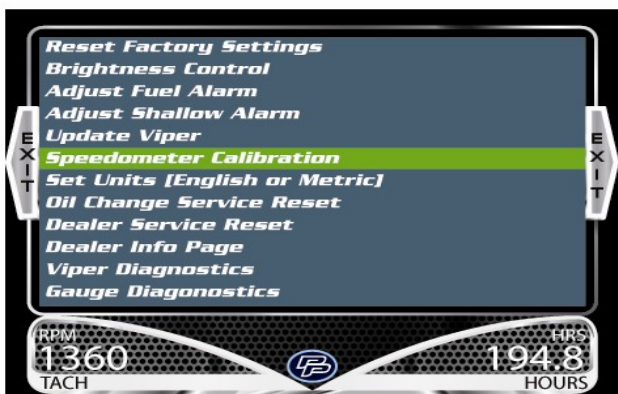 Reset Factory Settings
Brightness Control
Adjust Fuel Alarm
Adjust Shallow Alarm
Update Viper
Speedometer Calibration
Set Units [English or Metric]
Oil Change Service Reset
Dealer Service Reset
Dealer Info Page
Viper Diagnostics
Gauge Diagonostics
EXIT
EXIT
RPM
1360
TACH
HRS
194.8
HOURS